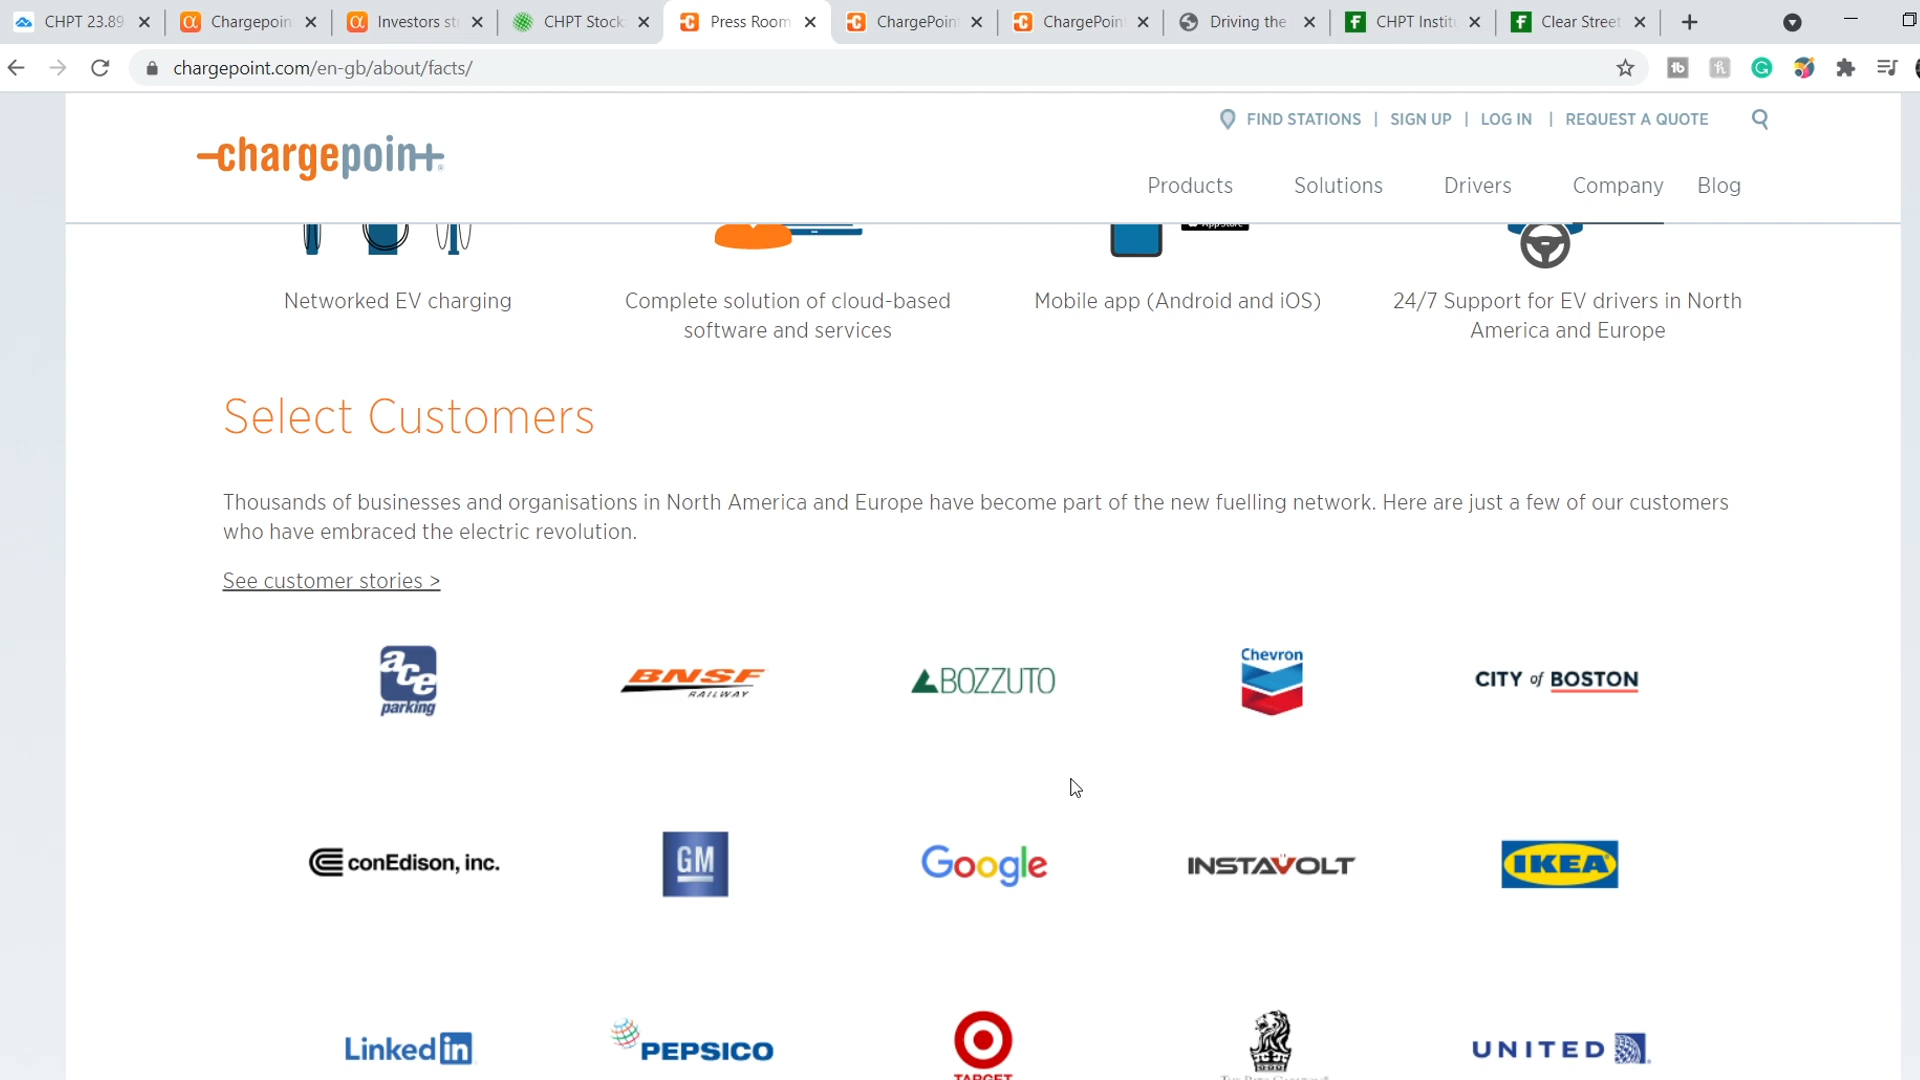 CHPT 23.89
Chargepoin
Investors st
CHPT Stock
Press Room
ChargePoin
ChargePoin
Driving the
CHPT Instit
Clear Street
chargepoint.com/en-gb/about/facts/
FIND STATIONS | SIGN UP | LOG IN | REQUEST A QUOTE
chargepoint
Products Solutions Drivers Company Blog
App Store
Networked EV charging
Complete solution of cloud-based
software and services
Mobile app (Android and iOS)
24/7 Support for EV drivers in North
America and Europe
Select Customers
Thousands of businesses and organisations in North America and Europe have become part of the new fuelling network. Here are just a few of our customers
who have embraced the electric revolution.
See customer stories >
ace
parking
BNSF
RAILWAY
BOZZUTO
Chevron
CITY of BOSTON
conEdison, inc.
GM
Google
INSTAVOLT
IKEA
Linked in
PEPSICO
TARGET
UNITED